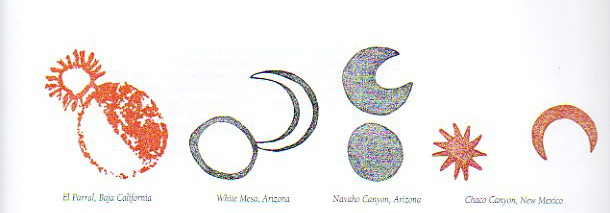 El Parral, Baja California
White Mesa, Arizona
Navaho Canyon, Arizona
Chaco Canyon, New Mexico